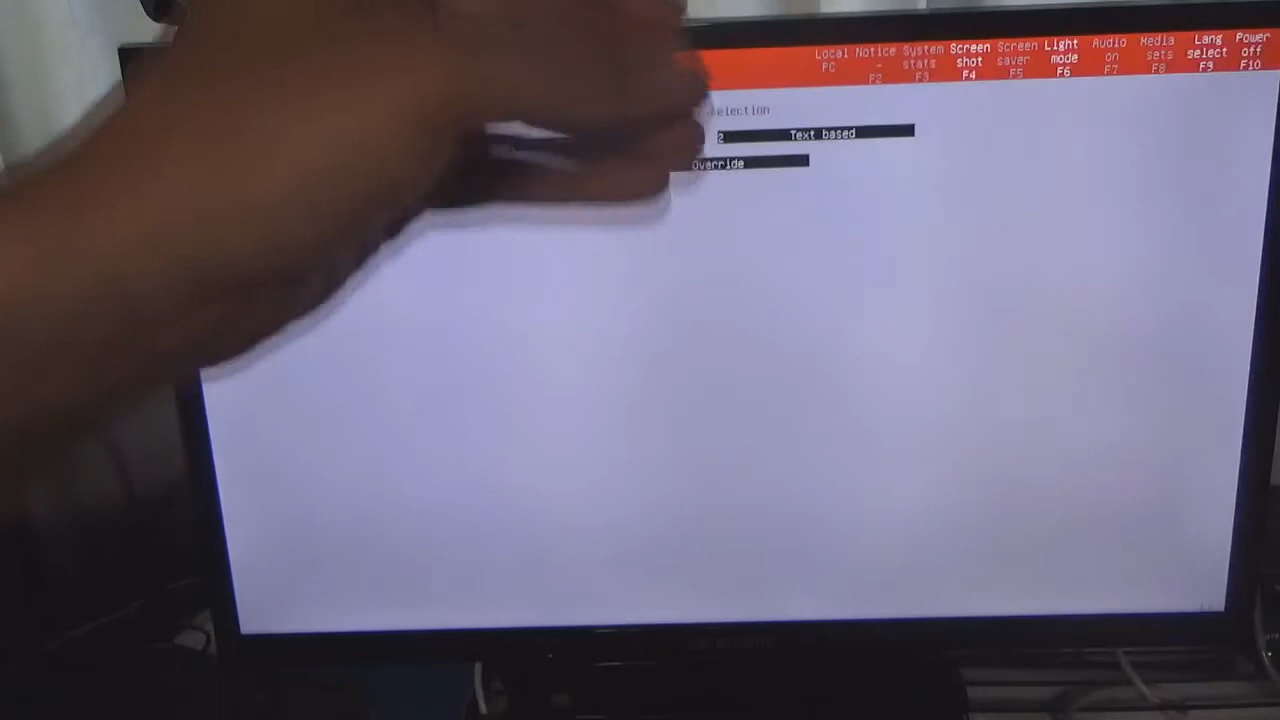 Local Notice System Screen Screen Light Audio Media Lang Power
PC - stats shot saver mode on sets select off
F2 F3 F4 F5 F6 F7 F8 F9 F10
selection
2 Text based
Override